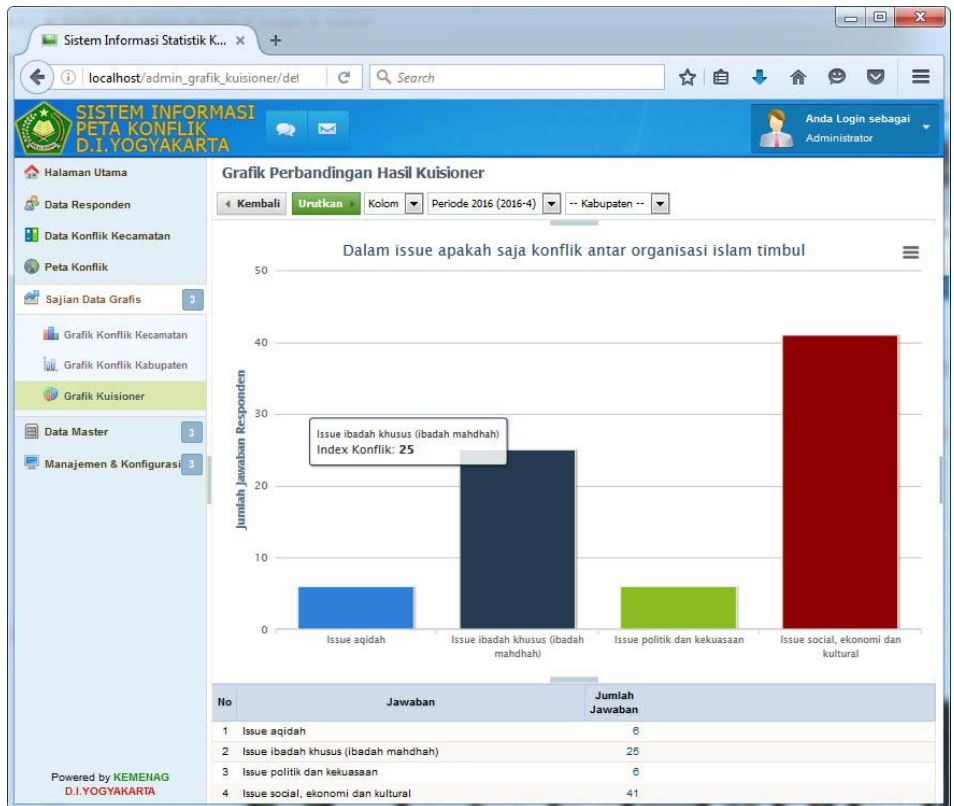 Sistem Informasi Statistik K...
localhost/admin_grafik_kuisioner/det
Search
SISTEM INFORMASI
PETA KONFLIK
D.I.YOGYAKARTA
Anda Login sebagai
Administrator
Halaman Utama
Data Responden
Data Konflik Kecamatan
Peta Konflik
Sajian Data Grafis 3
Grafik Konflik Kecamatan
Grafik Konflik Kabupaten
Grafik Kuisioner
Data Master 3
Manajemen & Konfigurasi 3
Powered by KEMENAG
D.I.YOGYAKARTA
Grafik Perbandingan Hasil Kuisioner
Kembali Urutkan Kolom Periode 2016 (2016-4) -- Kabupaten --
Dalam issue apakah saja konflik antar organisasi islam timbul
Jumlah Jawaban Responden
50
40
30
20
10
0
Issue ibadah khusus (ibadah mahdhah)
Index Konflik: 25
Issue aqidah
Issue ibadah khusus (ibadah
mahdhah)
Issue politik dan kekuasaan
Issue social, ekonomi dan
kultural
No Jawaban Jumlah
Jawaban
1 Issue aqidah 6
2 Issue ibadah khusus (ibadah mahdhah) 25
3 Issue politik dan kekuasaan 6
4 Issue social, ekonomi dan kultural 41